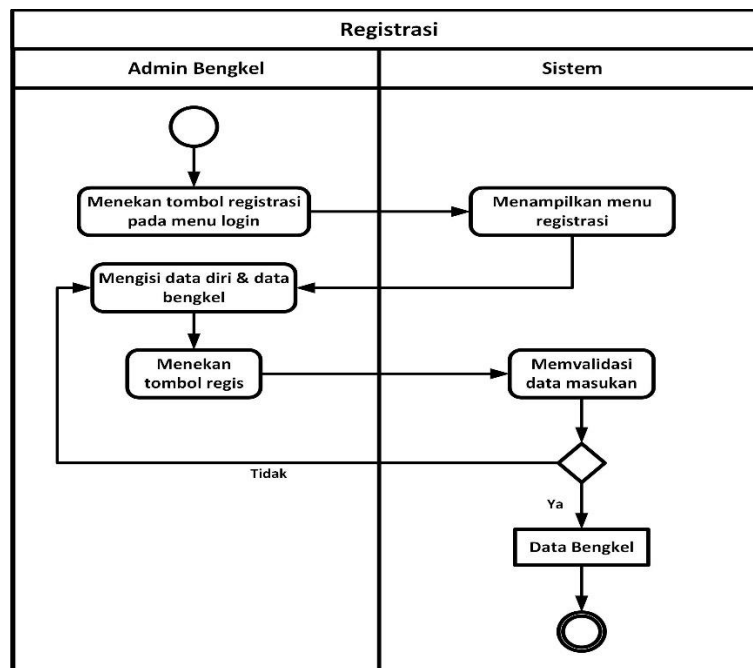 Registrasi
Admin Bengkel
Sistem
Menekan tombol registrasi
pada menu login
Menampilkan menu
registrasi
Mengisi data diri & data
bengkel
Menekan
tombol regis
Memvalidasi
data masukan
Tidak
Ya
Data Bengkel